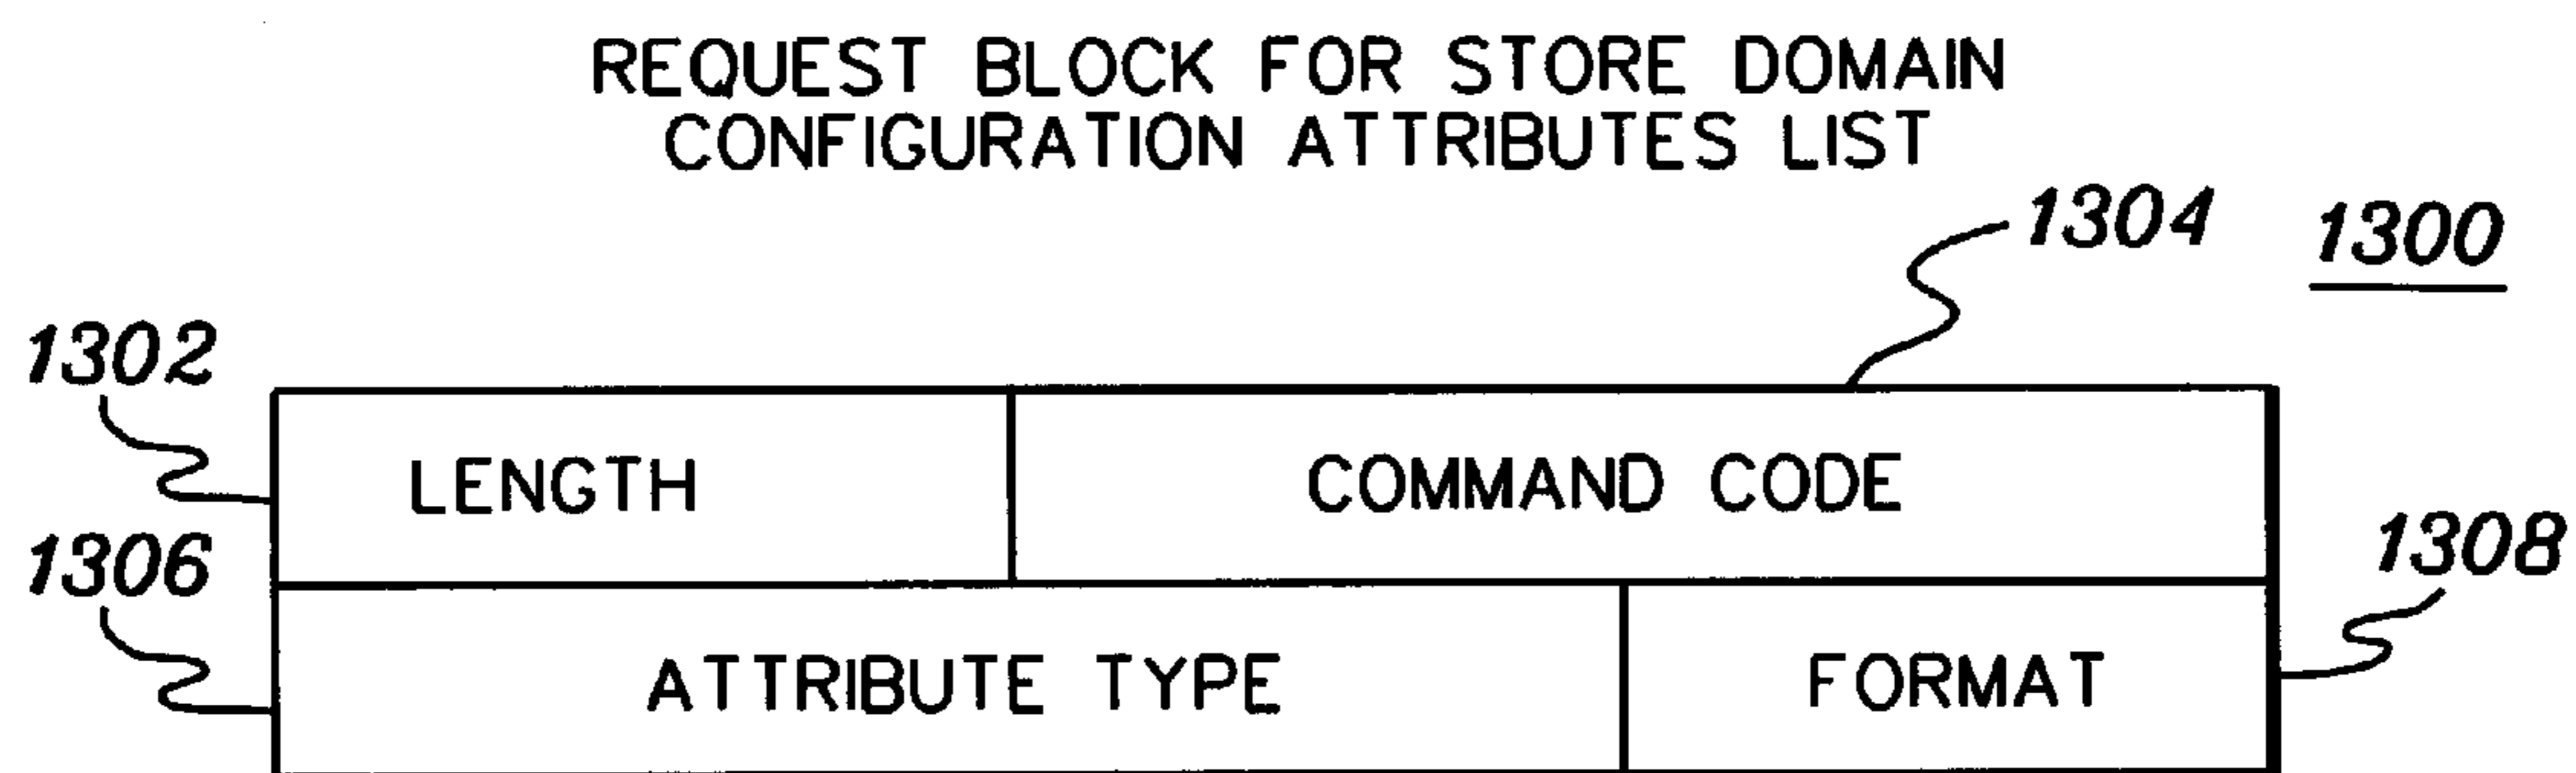 REQUEST BLOCK FOR STORE DOMAIN
CONFIGURATION ATTRIBUTES LIST
1304 1300
1302
LENGTH COMMAND CODE
1306 1308
ATTRIBUTE TYPE FORMAT